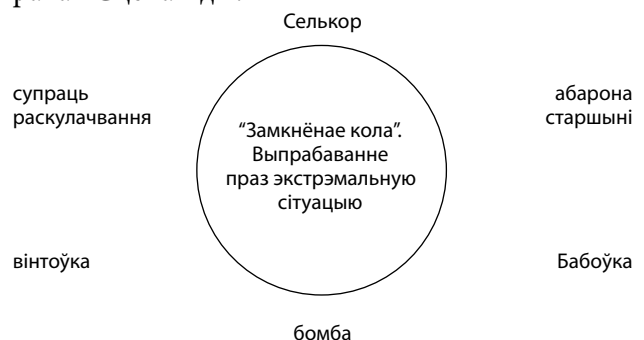 Селькор
супраць
раскулачвання
абарона
старшыні
“Замкнёнае кола”.
Выпрабаванне
праз экстрэмальную
сітуацыю
вінтоўка
Бабоўка
бомба